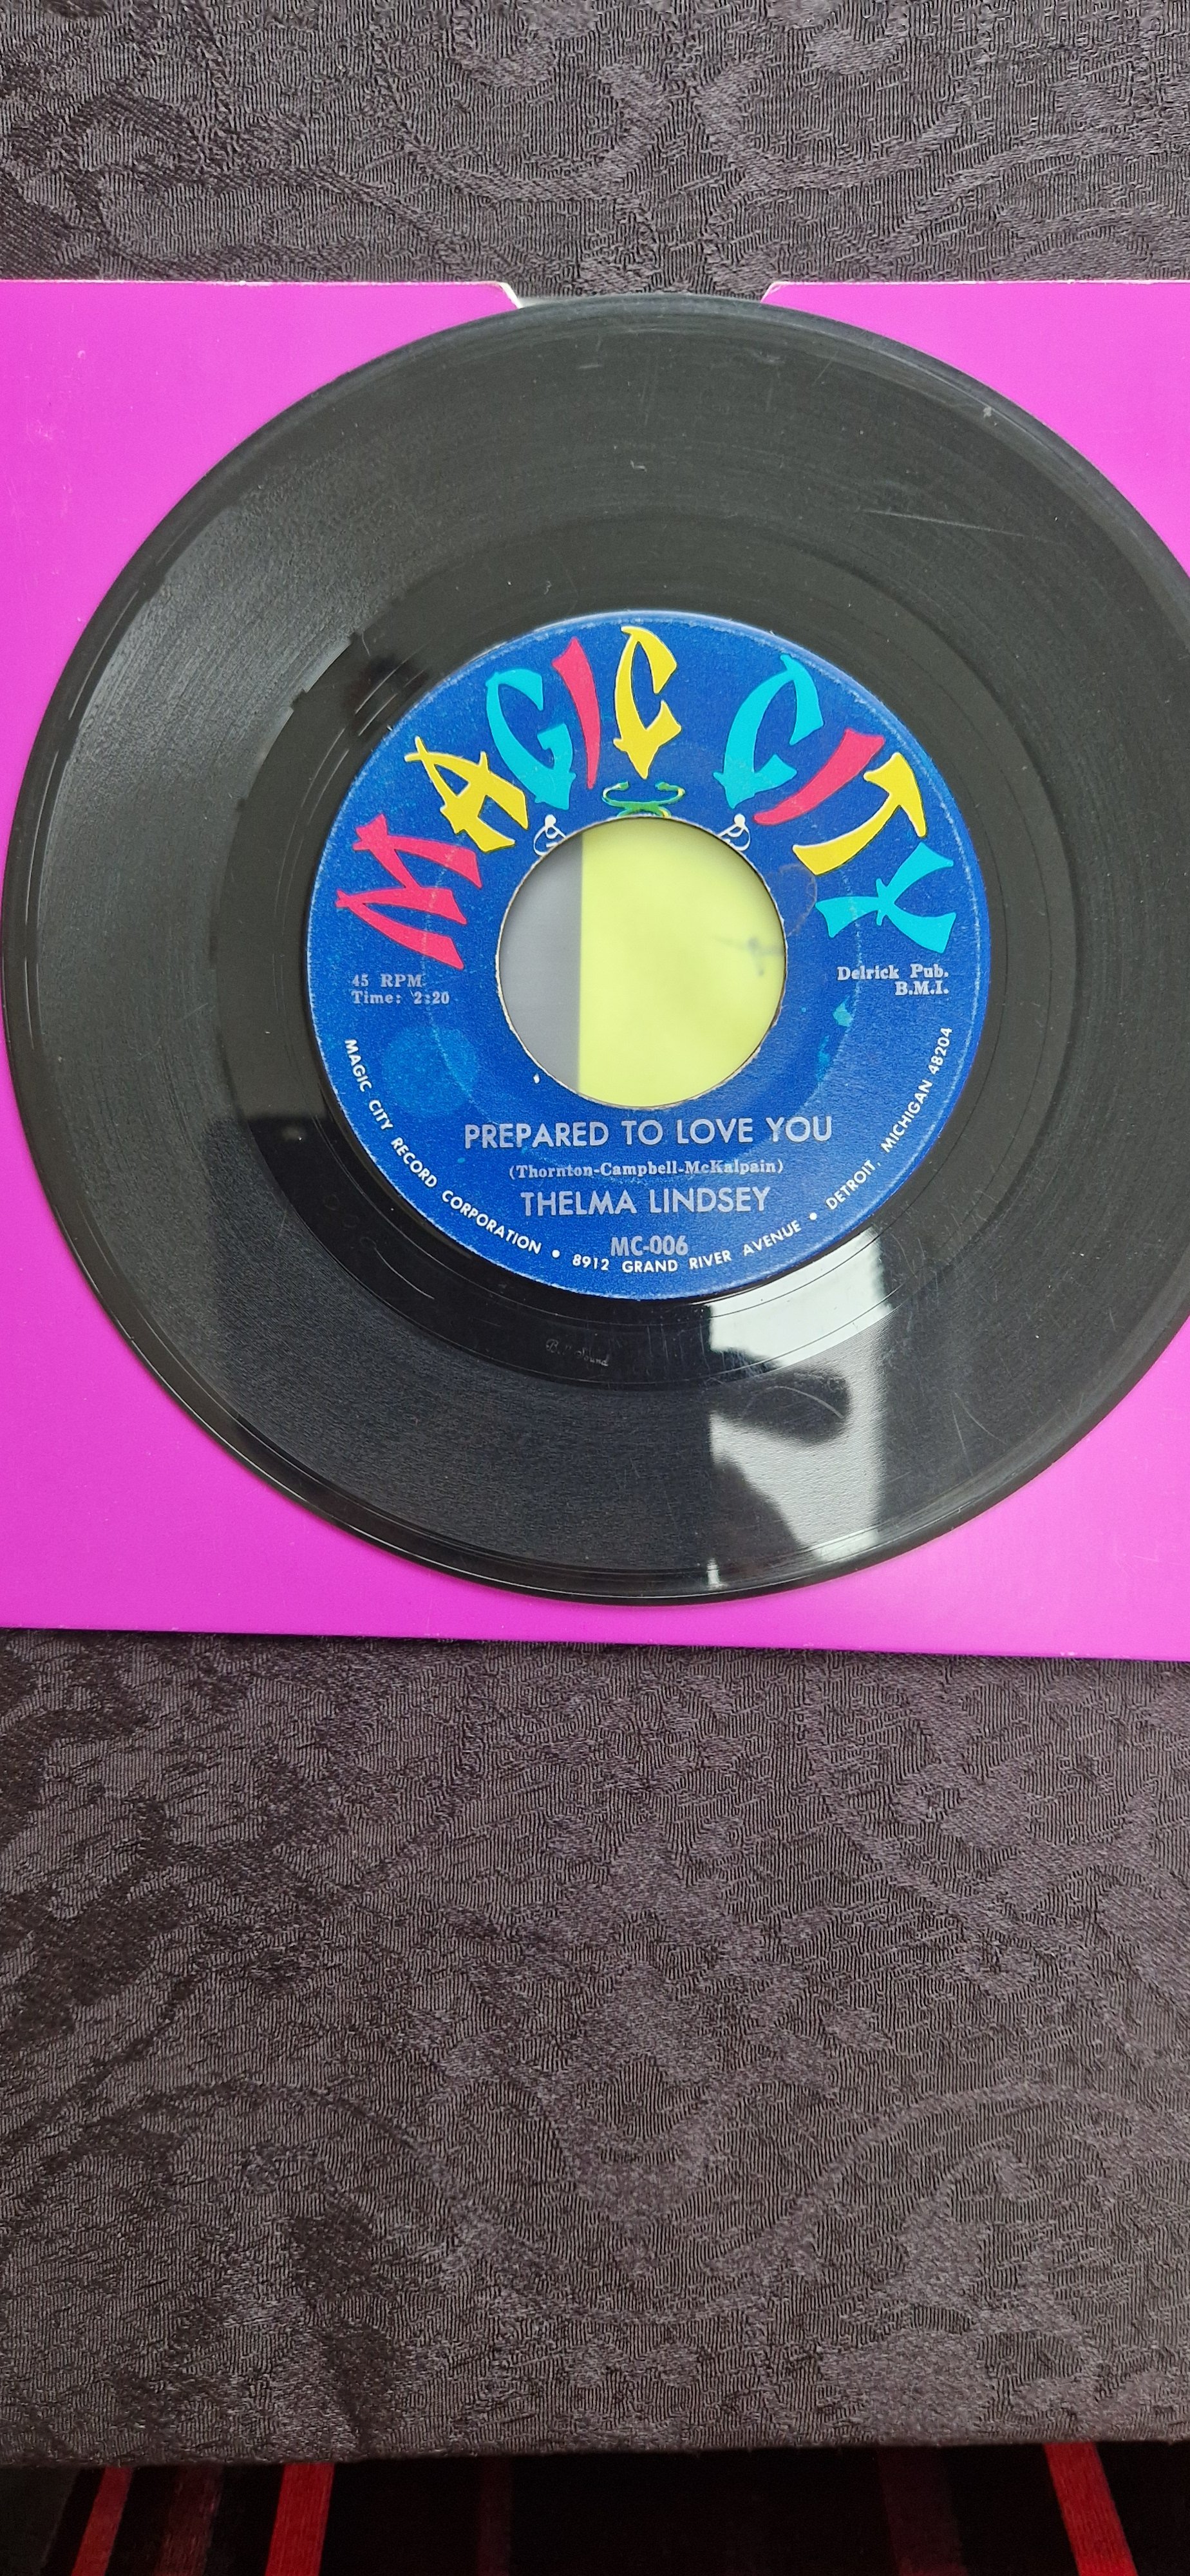 MAGIC CITY
45 RPM
Time: 2:20
Delrick Pub.
B.M.I.
PREPARED TO LOVE YOU
(Thornton-Campbell-McKalpain)
THELMA LINDSEY
MC-006
MAGIC CITY RECORD CORPORATION • 8912 GRAND RIVER AVENUE • DETROIT, MICHIGAN 48204
Sound